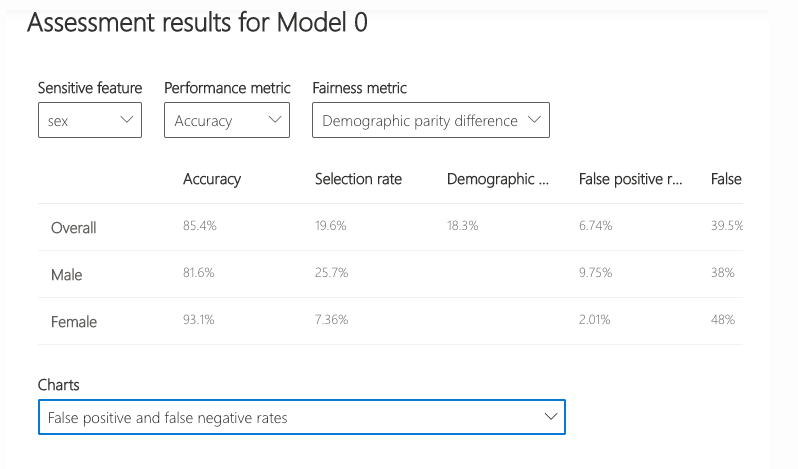 Assessment results for Model 0
Sensitive feature Performance metric Fairness metric
sex Accuracy Demographic parity difference
Accuracy Selection rate Demographic ... False positive r... False
Overall 85.4% 19.6% 18.3% 6.74% 39.5%
Male 81.6% 25.7% 9.75% 38%
Female 93.1% 7.36% 2.01% 48%
Charts
False positive and false negative rates